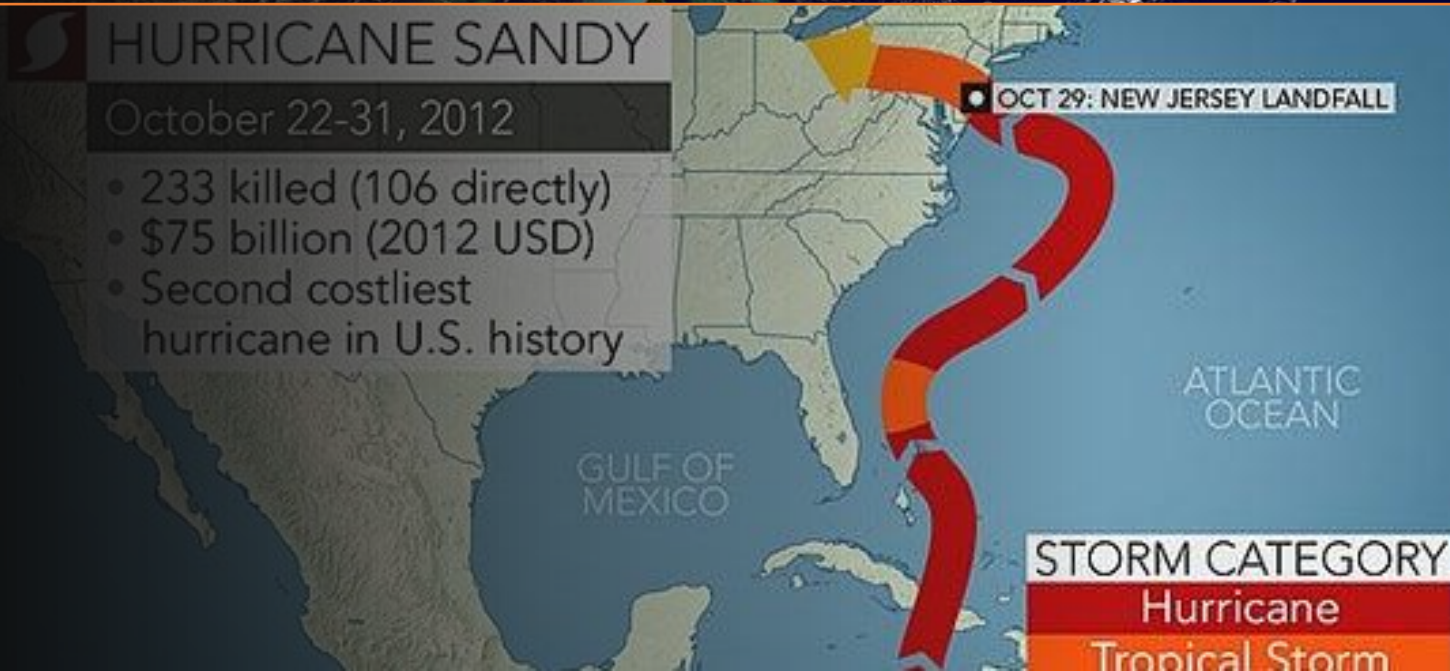 HURRICANE SANDY
October 22-31, 2012
• 233 killed (106 directly)
• $75 billion (2012 USD)
• Second costliest
hurricane in U.S. history
OCT 29: NEW JERSEY LANDFALL
ATLANTIC
OCEAN
GULF OF
MEXICO
STORM CATEGORY
Hurricane
Tropical Storm